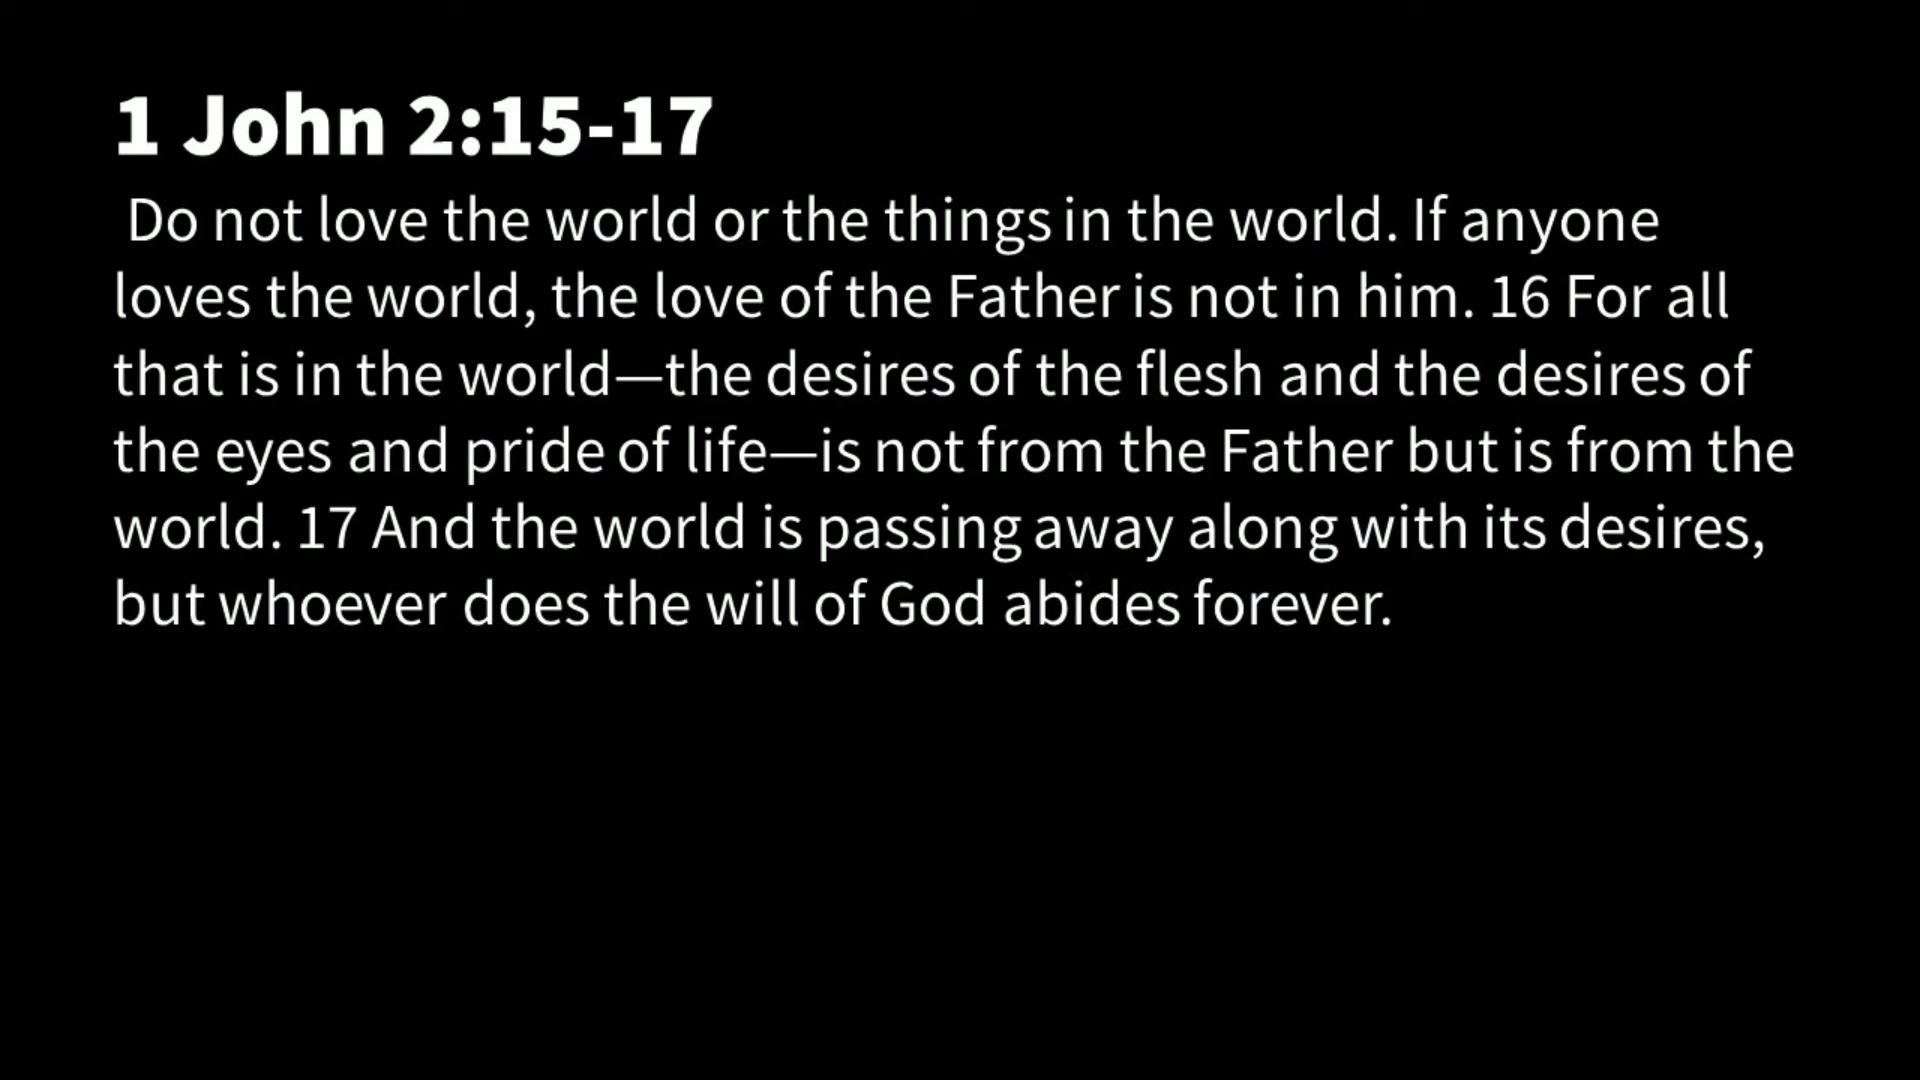 1 John 2:15-17
Do not love the world or the things in the world. If anyone
loves the world, the love of the Father is not in him. 16 For all
that is in the world—the desires of the flesh and the desires of
the eyes and pride of life—is not from the Father but is from the
world. 17 And the world is passing away along with its desires,
but whoever does the will of God abides forever.